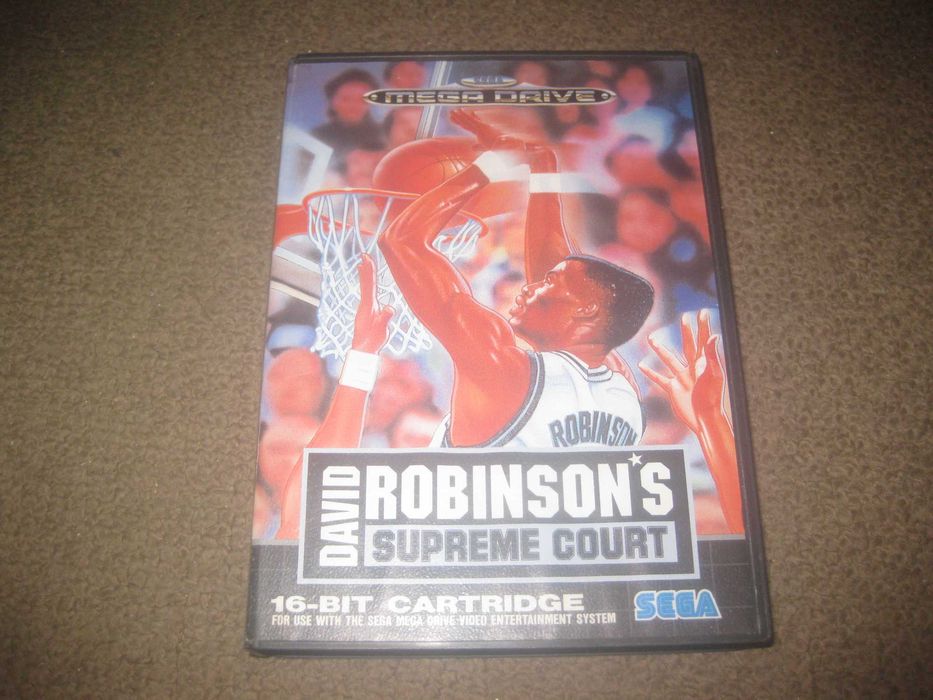 SEGA
MEGA DRIVE
ROBINSON
DAVID
ROBINSON'S
SUPREME COURT
16-BIT CARTRIDGE
FOR USE WITH THE SEGA MEGA DRIVE VIDEO ENTERTAINMENT SYSTEM
SEGA